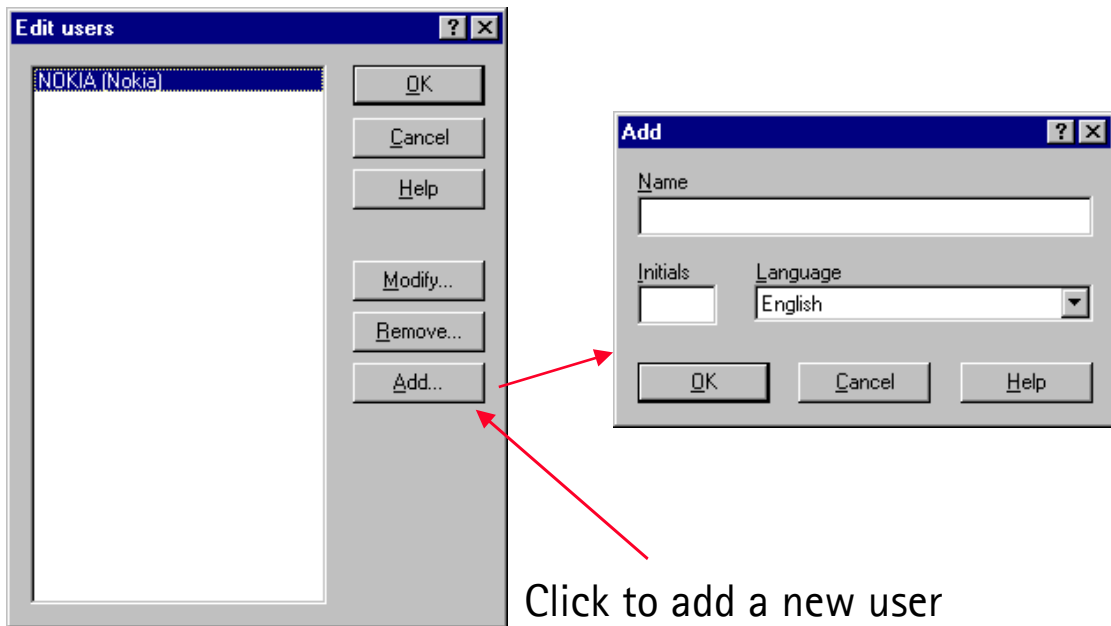 Edit users
NOKIA (Nokia)
OK
Cancel
Help
Modify...
Remove...
Add...
Add
Name
Initials
Language
English
OK
Cancel
Help
Click to add a new user